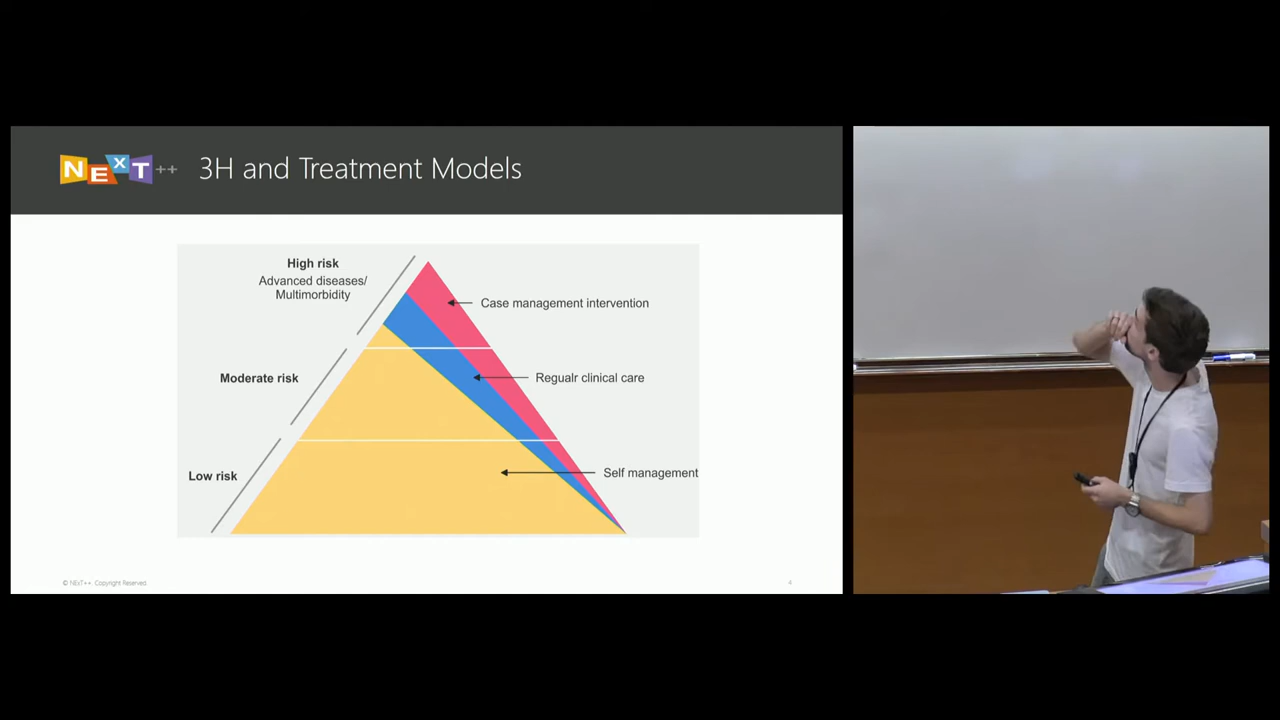 NExT++ 3H and Treatment Models
High risk
Advanced diseases/
Multimorbidity
Case management intervention
Moderate risk
Regualr clinical care
Low risk
Self management
© NExT++. Copyright Reserved
4